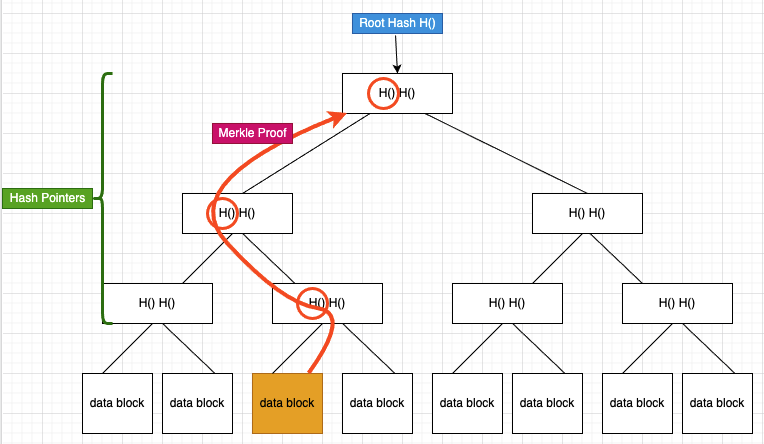 Root Hash H()
H() H()
Merkle Proof
Hash Pointers
H() H()
H() H()
H() H()
H() H()
H() H()
H() H()
data block
data block
data block
data block
data block
data block
data block
data block